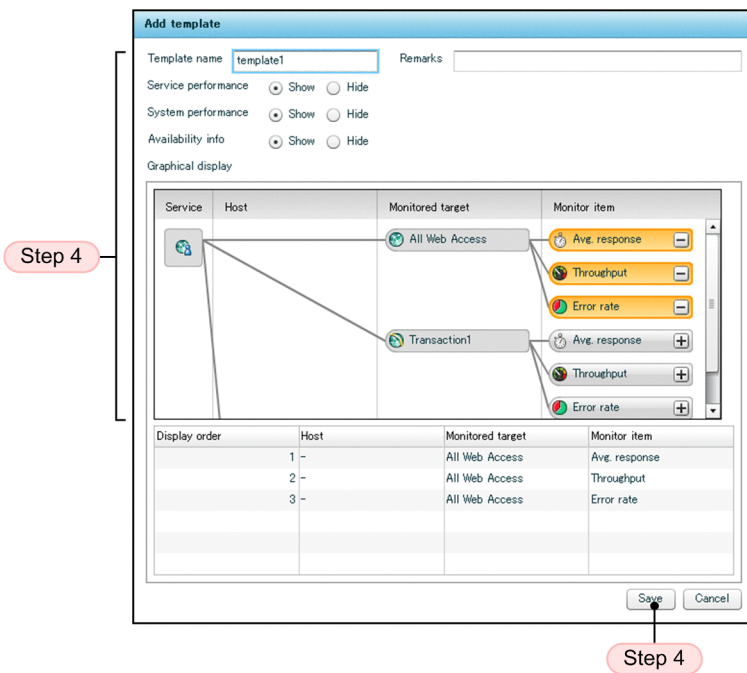 Add template
Template name template1 Remarks
Service performance Show Hide
System performance Show Hide
Availability info Show Hide
Graphical display
Service Host Monitored target Monitor item
All Web Access Avg. response
Step 4
Throughput
Error rate
Transaction1 Avg. response
Throughput
Error rate
Display order Host Monitored target Monitor item
1 - All Web Access Avg. response
2 - All Web Access Throughput
3 - All Web Access Error rate
Save Cancel
Step 4